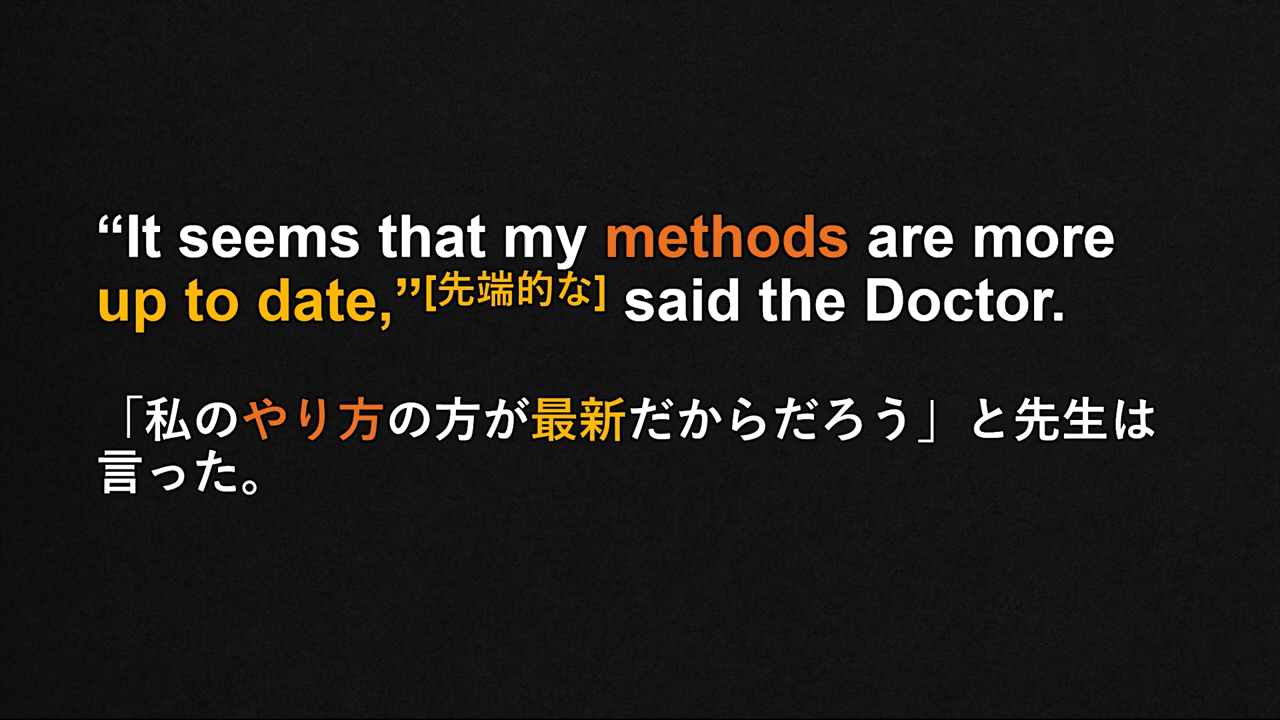 “It seems that my methods are more
up to date,”[先端的な] said the Doctor.
「私のやり方の方が最新だからだろう」と先生は
言った。